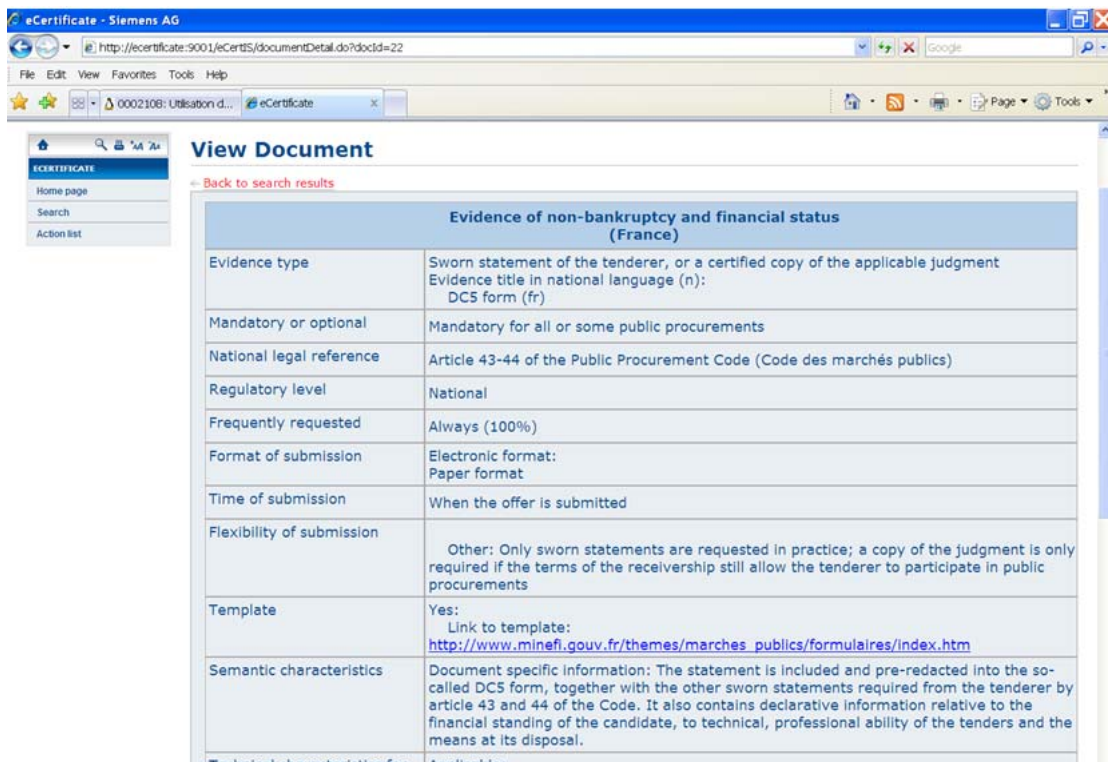 eCertificate - Siemens AG
http://ecertificate:9001/eCertIS/documentDetail.do?docId=22
Google
File Edit View Favorites Tools Help
0002108: Utilisation d... eCertificate
Page Tools
ECERTIFICATE
Home page
Search
Action list
View Document
Back to search results
Evidence of non-bankruptcy and financial status
(France)
Evidence type
Sworn statement of the tenderer, or a certified copy of the applicable judgment
Evidence title in national language (n):
DC5 form (fr)
Mandatory or optional
Mandatory for all or some public procurements
National legal reference
Article 43-44 of the Public Procurement Code (Code des marchés publics)
Regulatory level
National
Frequently requested
Always (100%)
Format of submission
Electronic format:
Paper format
Time of submission
When the offer is submitted
Flexibility of submission
Other: Only sworn statements are requested in practice; a copy of the judgment is only
required if the terms of the receivership still allow the tenderer to participate in public
procurements
Template
Yes:
Link to template:
http://www.minefi.gouv.fr/themes/marches_publics/formulaires/index.htm
Semantic characteristics
Document specific information: The statement is included and pre-redacted into the so-
called DC5 form, together with the other sworn statements required from the tenderer by
article 43 and 44 of the Code. It also contains declarative information relative to the
financial standing of the candidate, to technical, professional ability of the tenders and the
means at its disposal.